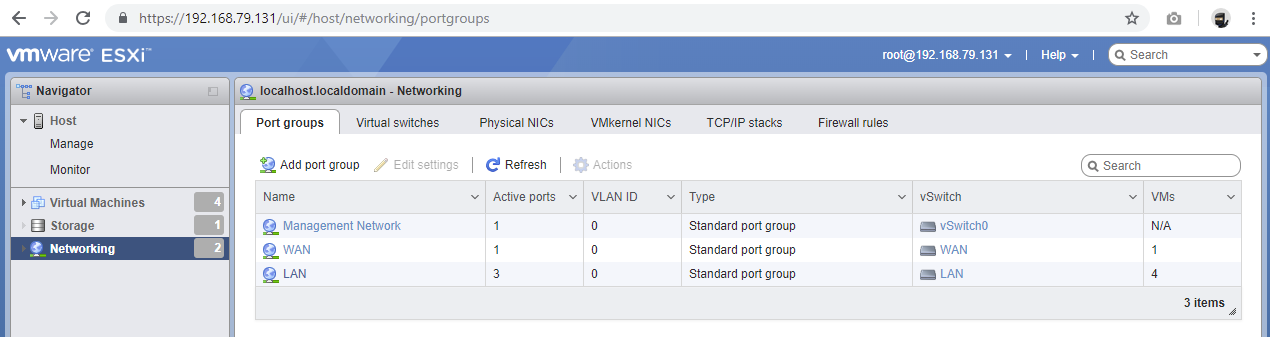 https://192.168.79.131/ui/#/host/networking/portgroups
vmware® ESXi™
root@192.168.79.131 | Help | Search
Navigator
Host
Manage
Monitor
Virtual Machines 4
Storage 1
Networking 2
localhost.localdomain - Networking
Port groups Virtual switches Physical NICs VMkernel NICs TCP/IP stacks Firewall rules
Add port group Edit settings | Refresh | Actions Search
Name Active ports VLAN ID Type vSwitch VMs
Management Network 1 0 Standard port group vSwitch0 N/A
WAN 1 0 Standard port group WAN 1
LAN 3 0 Standard port group LAN 4
3 items